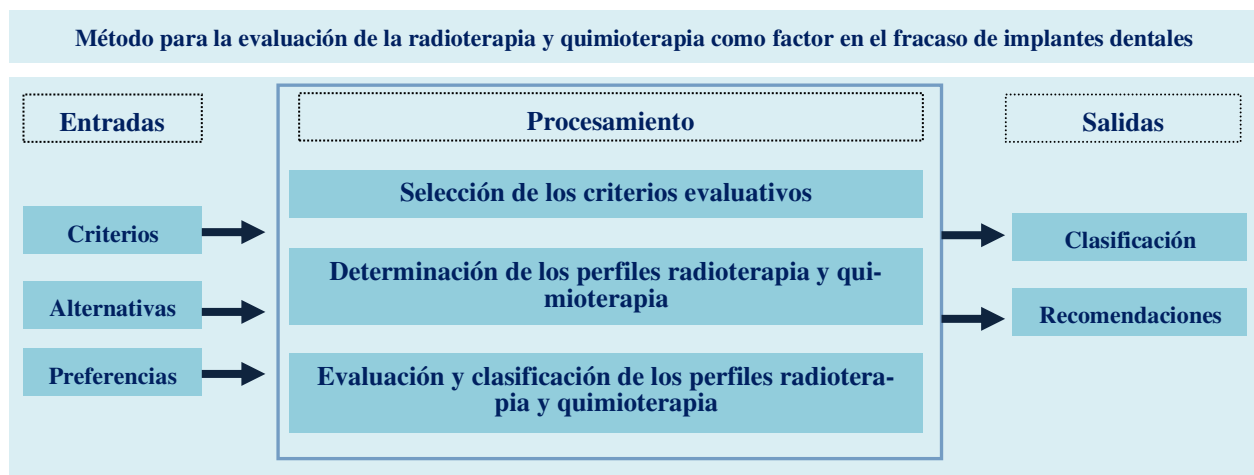 Método para la evaluación de la radioterapia y quimioterapia como factor en el fracaso de implantes dentales
Entradas
Criterios
Alternativas
Preferencias
Procesamiento
Selección de los criterios evaluativos
Determinación de los perfiles radioterapia y qui-
mioterapia
Evaluación y clasificación de los perfiles radiotera-
pia y quimioterapia
Salidas
Clasificación
Recomendaciones